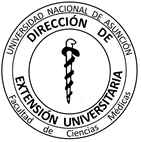 UNIVERSIDAD NACIONAL DE ASUNCIÓN
DIRECCIÓN DE
EXTENSIÓN UNIVERSITARIA
Facultad de Ciencias Médicas